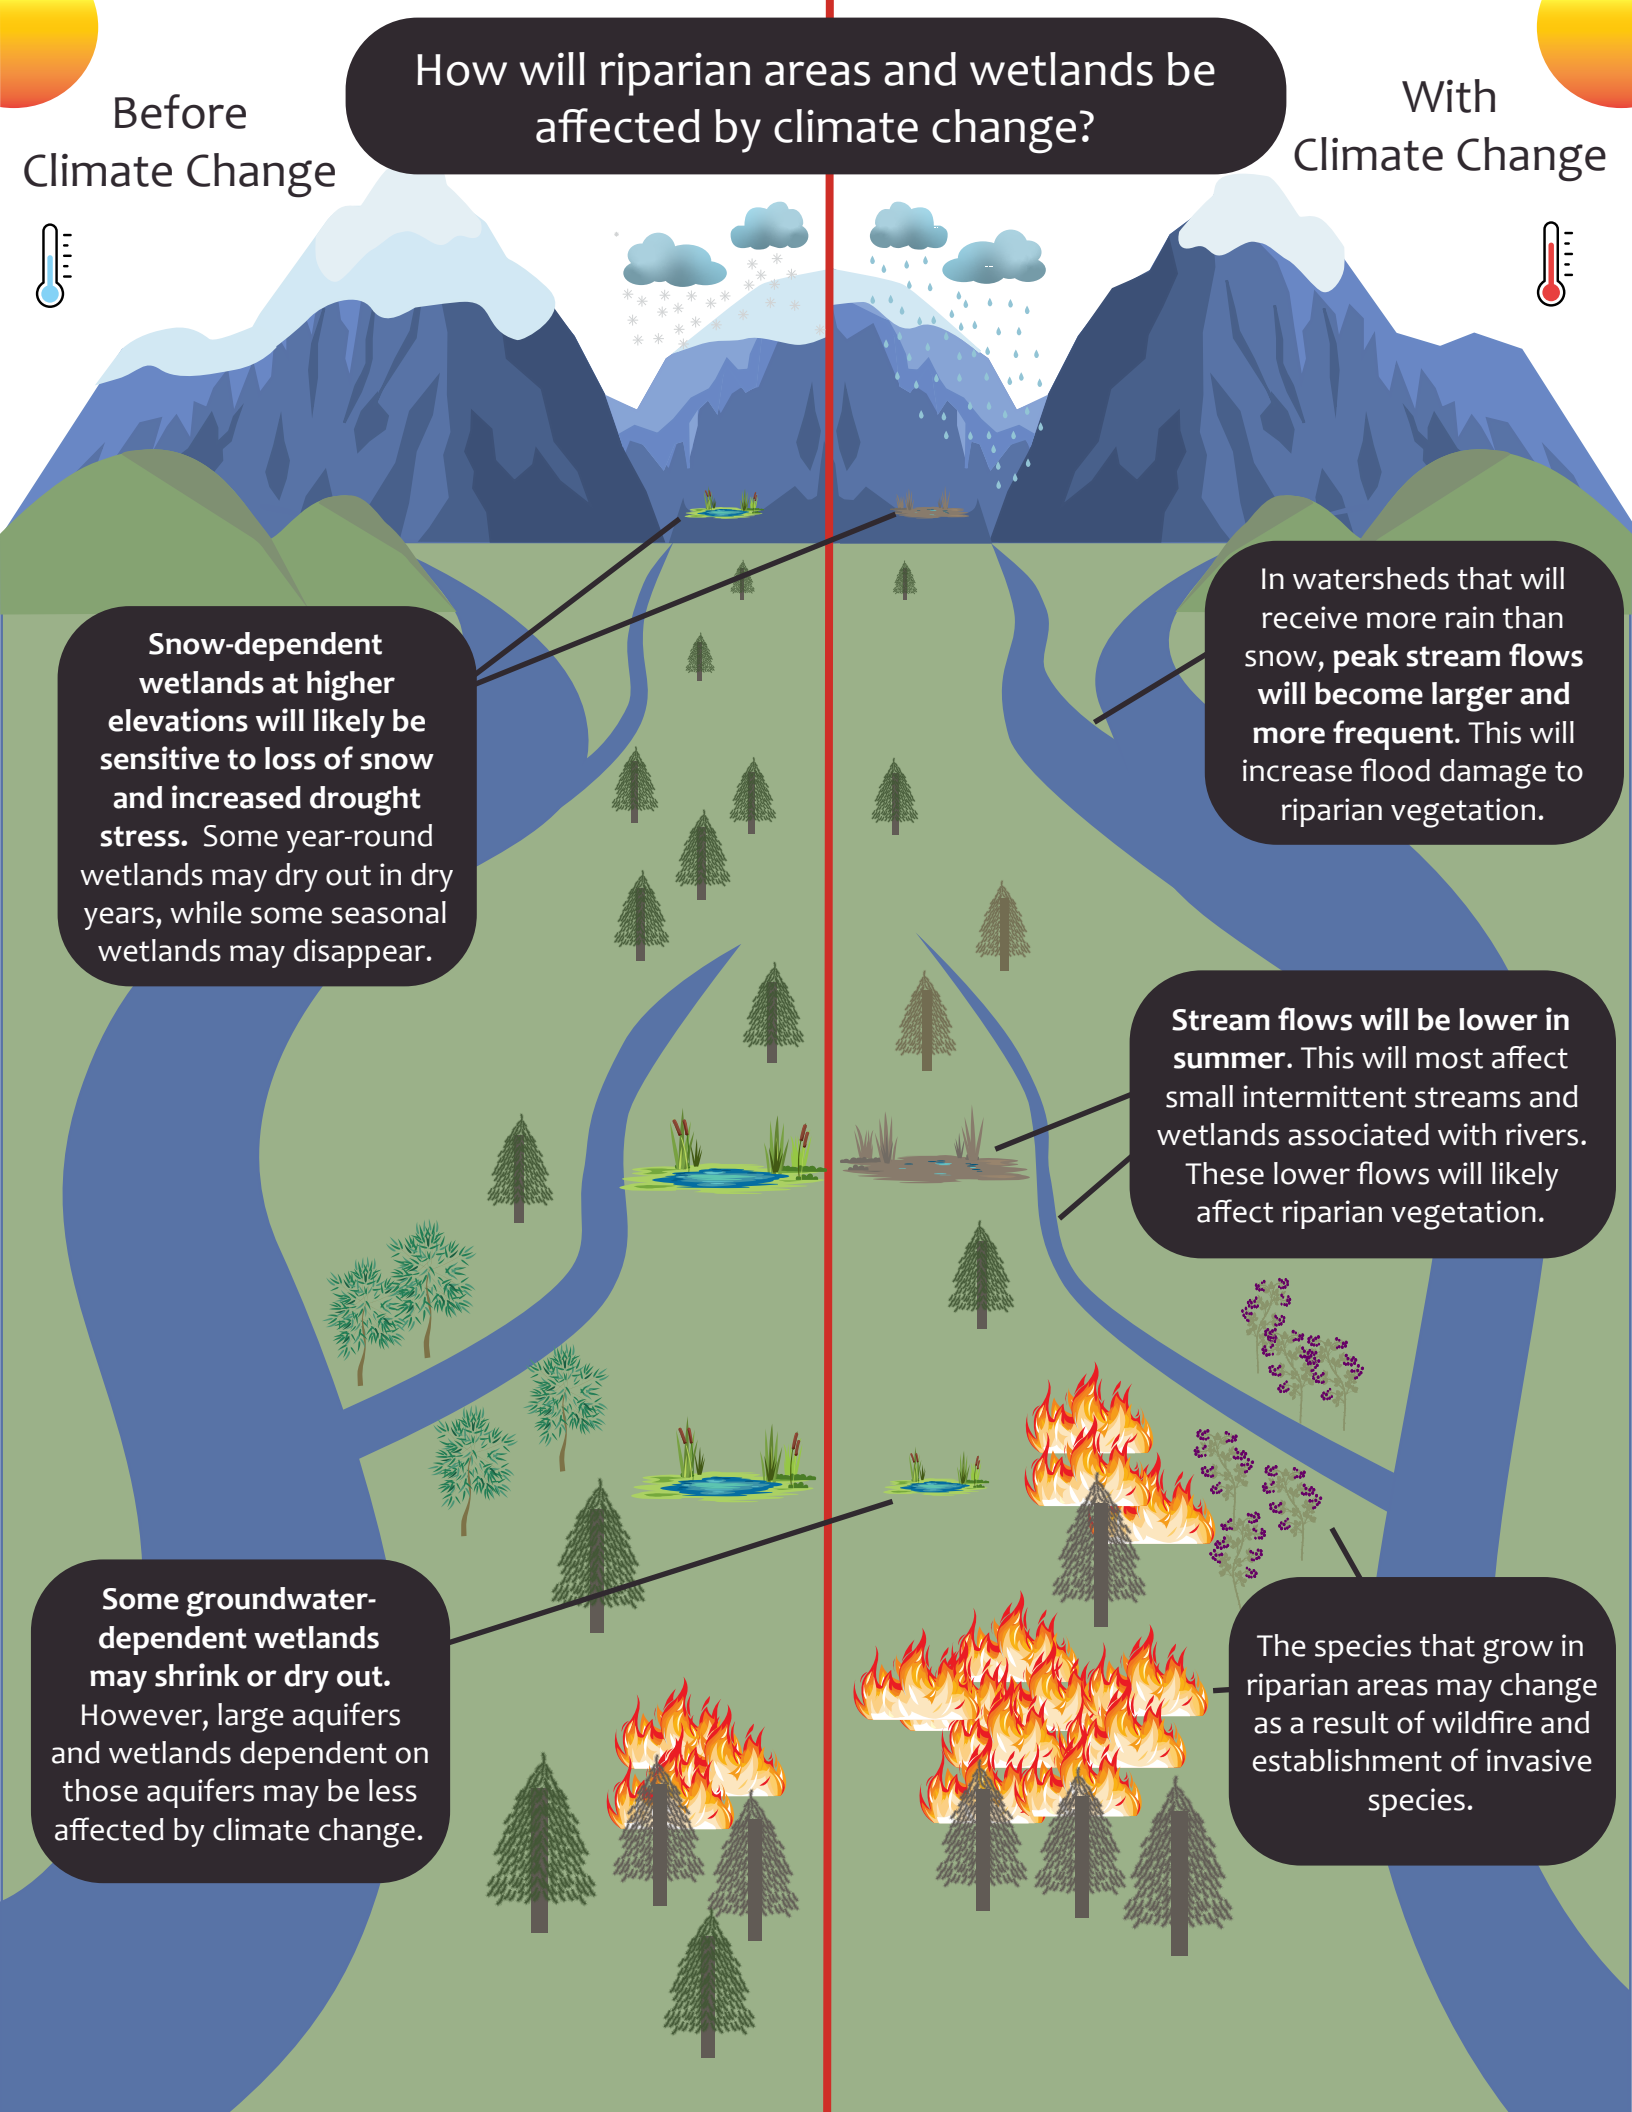 How will riparian areas and wetlands be
affected by climate change?
Before
Climate Change
With
Climate Change
Snow-dependent
wetlands at higher
elevations will likely be
sensitive to loss of snow
and increased drought
stress. Some year-round
wetlands may dry out in dry
years, while some seasonal
wetlands may disappear.
In watersheds that will
receive more rain than
snow, peak stream flows
will become larger and
more frequent. This will
increase flood damage to
riparian vegetation.
Stream flows will be lower in
summer. This will most affect
small intermittent streams and
wetlands associated with rivers.
These lower flows will likely
affect riparian vegetation.
Some groundwater-
dependent wetlands
may shrink or dry out.
However, large aquifers
and wetlands dependent on
those aquifers may be less
affected by climate change.
The species that grow in
riparian areas may change
as a result of wildfire and
establishment of invasive
species.